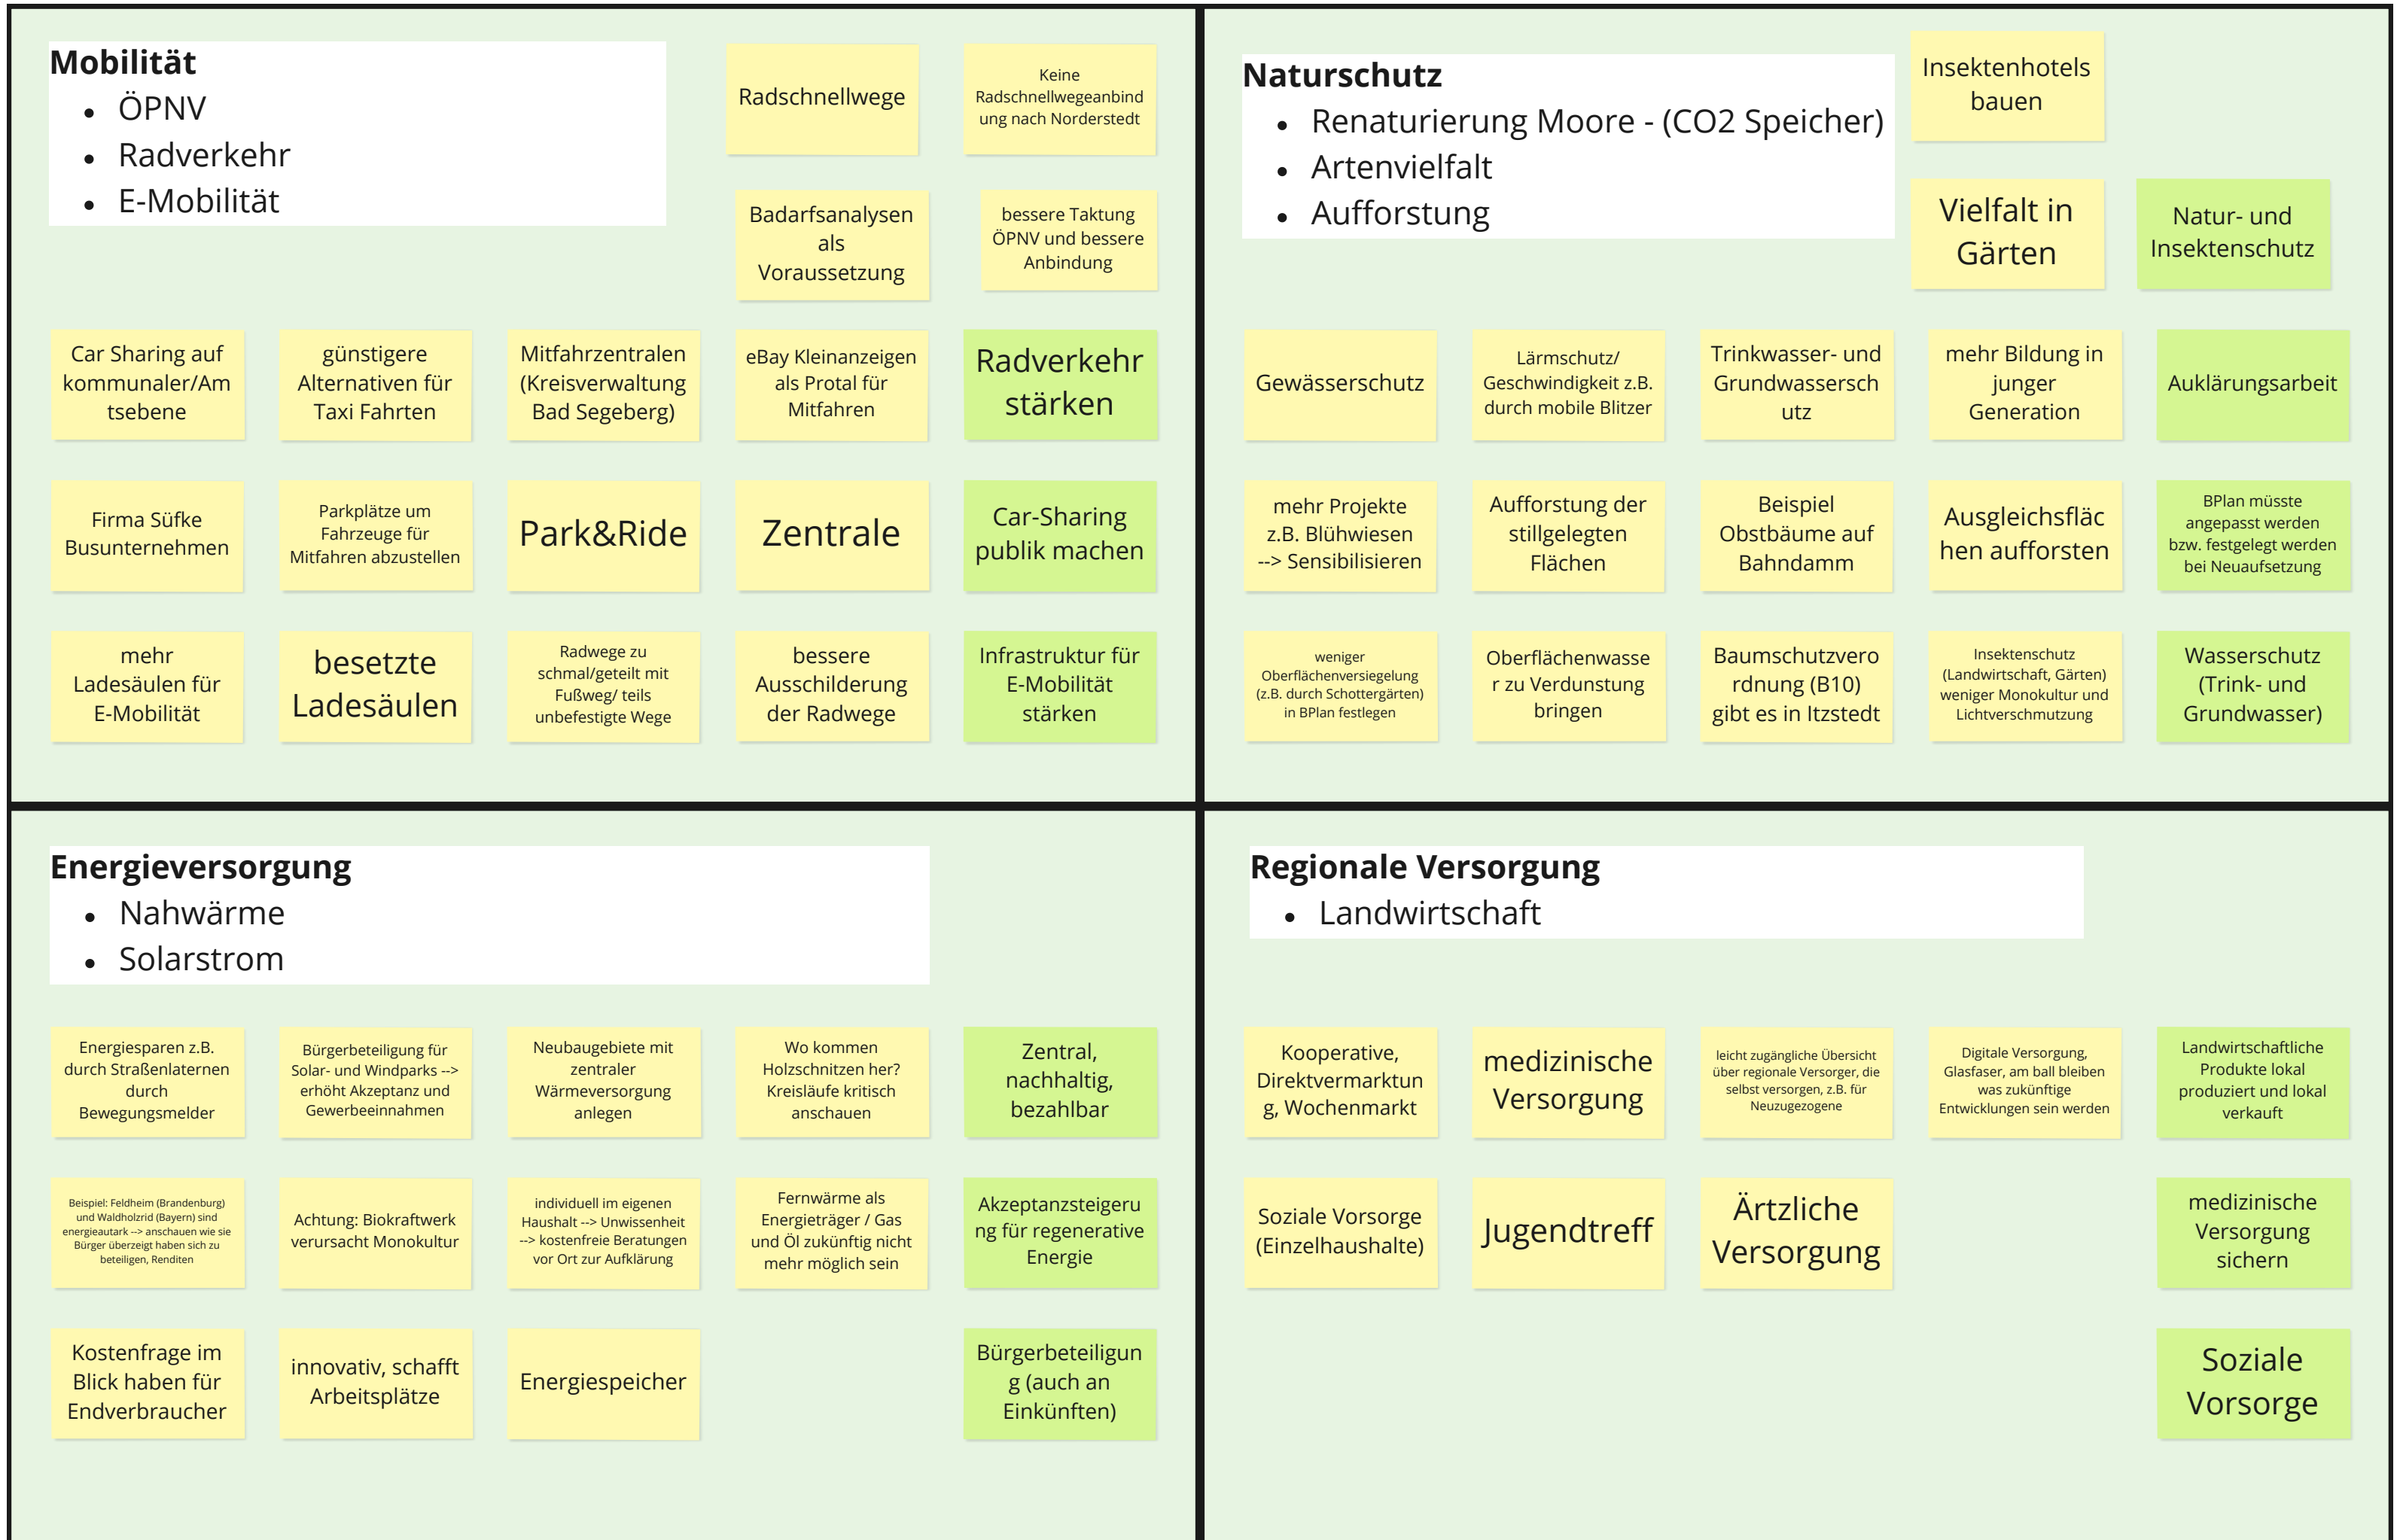 Mobilität
• ÖPNV
• Radverkehr
• E-Mobilität
Radschnellwege
Keine
Radschnellwegeanbind
ung nach Norderstedt
Badarfsanalysen
als
Voraussetzung
bessere Taktung
ÖPNV und bessere
Anbindung
Car Sharing auf
kommunaler/Am
tsebene
günstigere
Alternativen für
Taxi Fahrten
Mitfahrzentralen
(Kreisverwaltung
Bad Segeberg)
eBay Kleinanzeigen
als Protal für
Mitfahren
Radverkehr
stärken
Firma Süfke
Busunternehmen
Parkplätze um
Fahrzeuge für
Mitfahren abzustellen
Park&Ride
Zentrale
Car-Sharing
publik machen
mehr
Ladesäulen für
E-Mobilität
besetzte
Ladesäulen
Radwege zu
schmal/geteilt mit
Fußweg/ teils
unbefestigte Wege
bessere
Ausschilderung
der Radwege
Infrastruktur für
E-Mobilität
stärken
Naturschutz
• Renaturierung Moore - (CO2 Speicher)
• Artenvielfalt
• Aufforstung
Insektenhotels
bauen
Vielfalt in
Gärten
Natur- und
Insektenschutz
Gewässerschutz
Lärmschutz/
Geschwindigkeit z.B.
durch mobile Blitzer
Trinkwasser- und
Grundwassersch
utz
mehr Bildung in
junger
Generation
Auklärungsarbeit
mehr Projekte
z.B. Blühwiesen
--> Sensibilisieren
Aufforstung der
stillgelegten
Flächen
Beispiel
Obstbäume auf
Bahndamm
Ausgleichsfläc
hen aufforsten
BPlan müsste
angepasst werden
bzw. festgelegt werden
bei Neuaufsetzung
weniger
Oberflächenversiegelung
(z.B. durch Schottergärten)
in BPlan festlegen
Oberflächenwasse
r zu Verdunstung
bringen
Baumschutzvero
rdnung (B10)
gibt es in Itzstedt
Insektenschutz
(Landwirtschaft, Gärten)
weniger Monokultur und
Lichtverschmutzung
Wasserschutz
(Trink- und
Grundwasser)
Energieversorgung
• Nahwärme
• Solarstrom
Energiesparen z.B.
durch Straßenlaternen
durch
Bewegungsmelder
Bürgerbeteiligung für
Solar- und Windparks -->
erhöht Akzeptanz und
Gewerbeeinnahmen
Neubaugebiete mit
zentraler
Wärmeversorgung
anlegen
Wo kommen
Holzschnitzen her?
Kreisläufe kritisch
anschauen
Zentral,
nachhaltig,
bezahlbar
Beispiel: Feldheim (Brandenburg)
und Waldholzrid (Bayern) sind
energieautark --> anschauen wie sie
Bürger überzeigt haben sich zu
beteiligen, Renditen
Achtung: Biokraftwerk
verursacht Monokultur
individuell im eigenen
Haushalt --> Unwissenheit
--> kostenfreie Beratungen
vor Ort zur Aufklärung
Fernwärme als
Energieträger / Gas
und Öl zukünftig nicht
mehr möglich sein
Akzeptanzsteigeru
ng für regenerative
Energie
Kostenfrage im
Blick haben für
Endverbraucher
innovativ, schafft
Arbeitsplätze
Energiespeicher
Bürgerbeteiligun
g (auch an
Einkünften)
Regionale Versorgung
• Landwirtschaft
Kooperative,
Direktvermarktun
g, Wochenmarkt
medizinische
Versorgung
leicht zugängliche Übersicht
über regionale Versorger, die
selbst versorgen, z.B. für
Neuzugezogene
Digitale Versorgung,
Glasfaser, am ball bleiben
was zukünftige
Entwicklungen sein werden
Landwirtschaftliche
Produkte lokal
produziert und lokal
verkauft
Soziale Vorsorge
(Einzelhaushalte)
Jugendtreff
Ärtzliche
Versorgung
medizinische
Versorgung
sichern
Soziale
Vorsorge